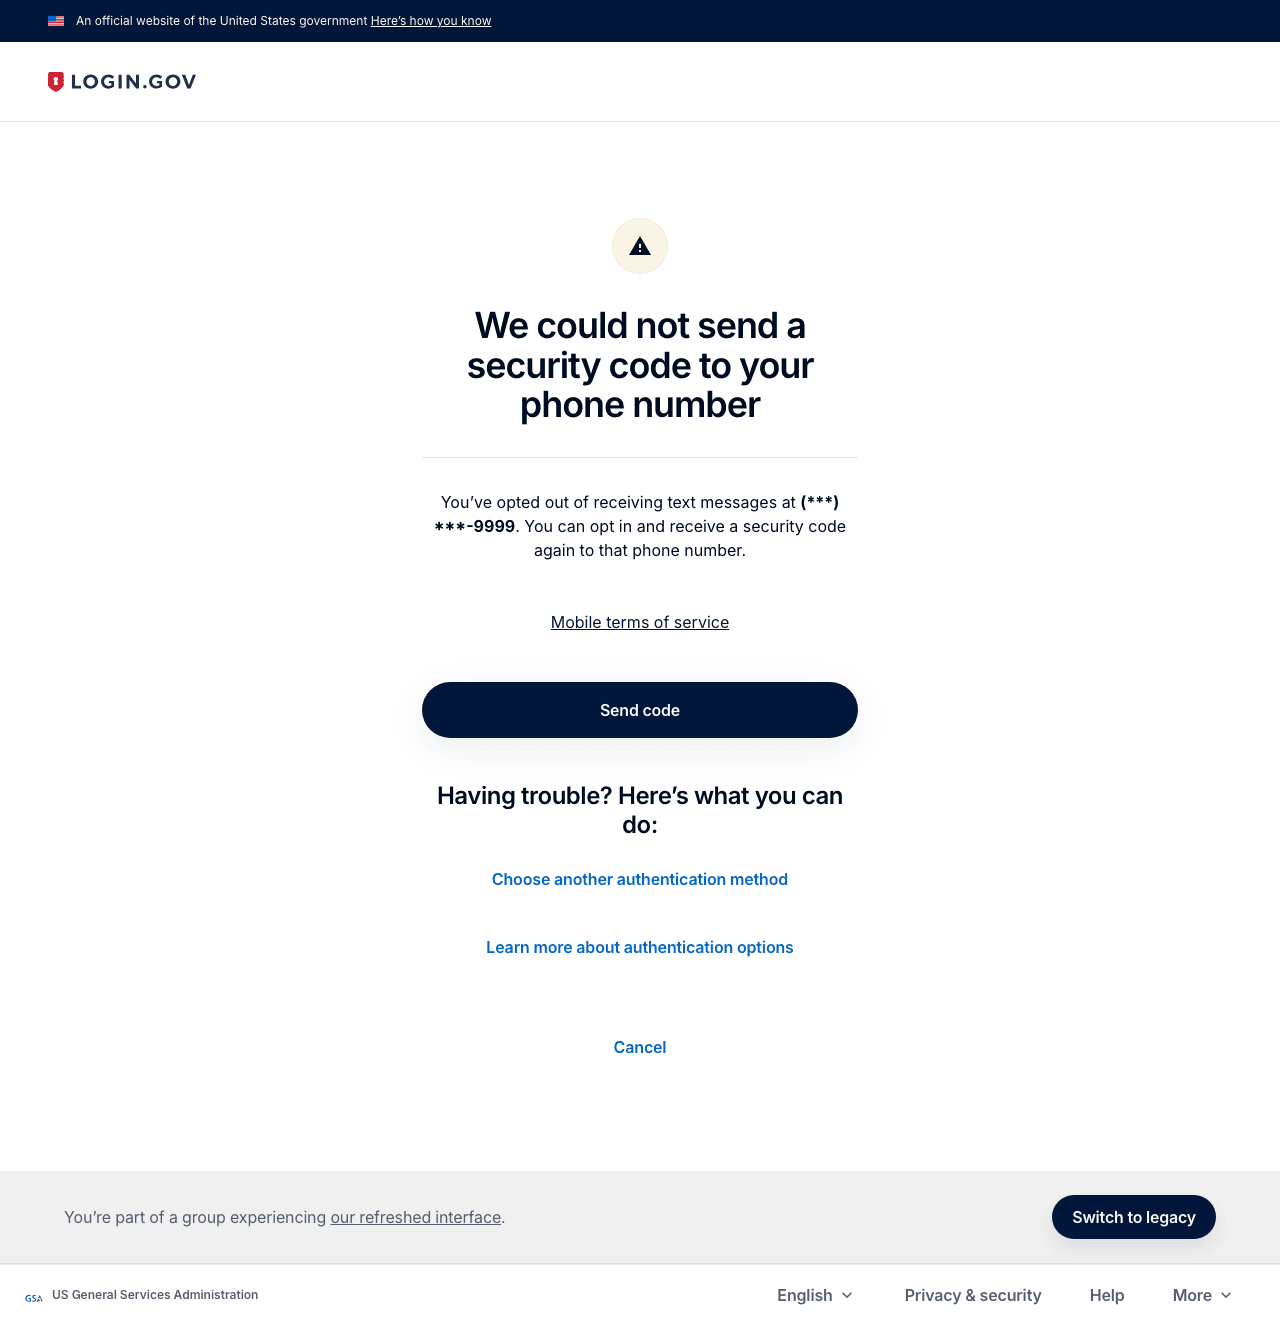 An official website of the United States government Here’s how you know
LOGIN.GOV
We could not send a
security code to your
phone number
You’ve opted out of receiving text messages at (***)
***-9999. You can opt in and receive a security code
again to that phone number.
Mobile terms of service
Send code
Having trouble? Here’s what you can
do:
Choose another authentication method
Learn more about authentication options
Cancel
You’re part of a group experiencing our refreshed interface.
Switch to legacy
GSA US General Services Administration
English
Privacy & security
Help
More